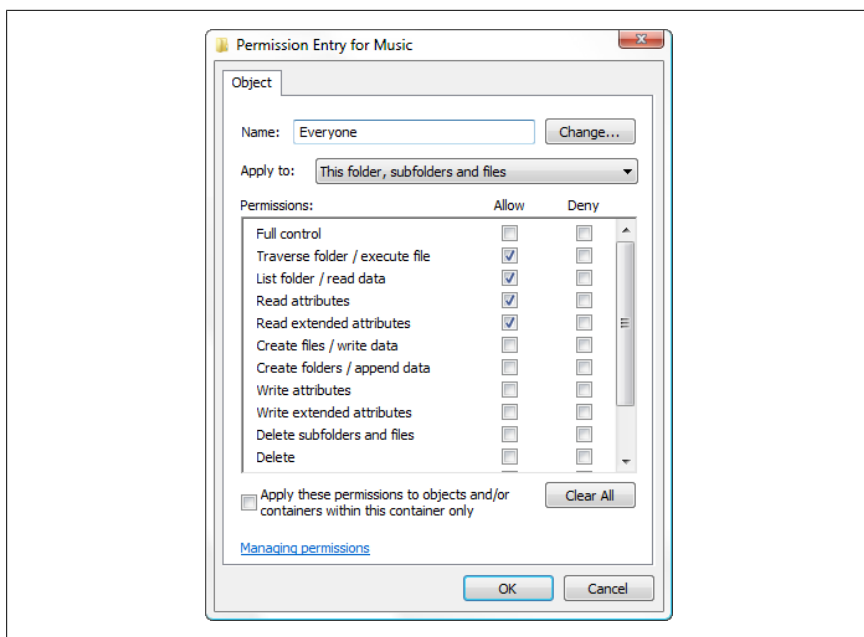 Permission Entry for Music
Object
Name: Everyone Change...
Apply to: This folder, subfolders and files
Permissions: Allow Deny
Full control
Traverse folder / execute file
List folder / read data
Read attributes
Read extended attributes
Create files / write data
Create folders / append data
Write attributes
Write extended attributes
Delete subfolders and files
Delete
Apply these permissions to objects and/or
containers within this container only
Clear All
Managing permissions
OK Cancel